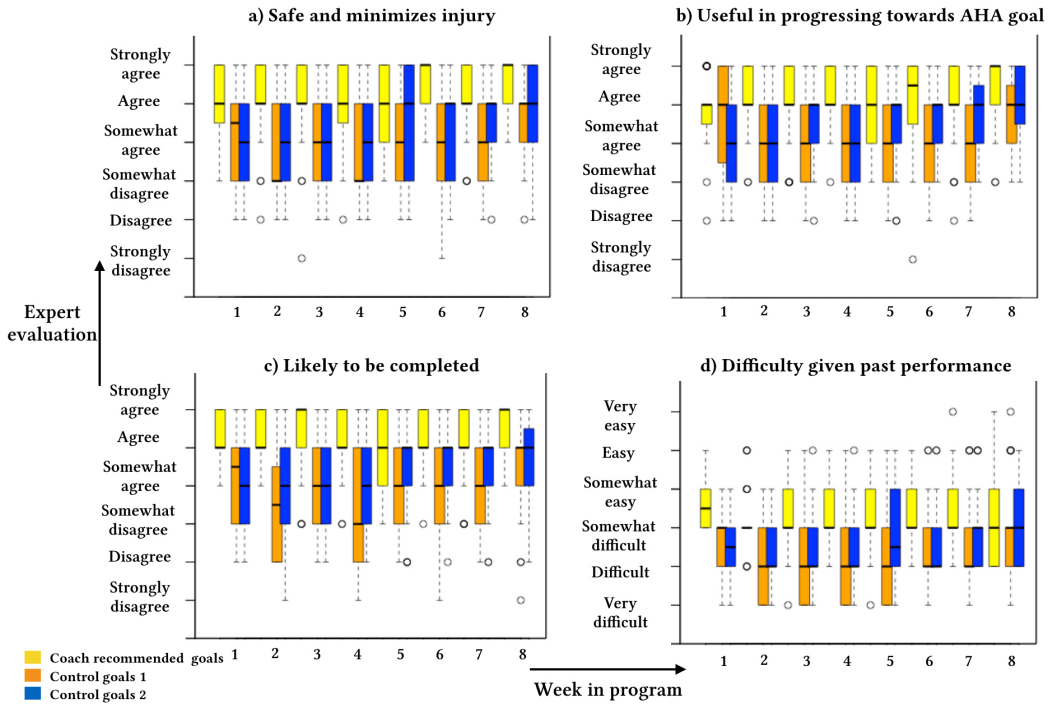 a) Safe and minimizes injury
Strongly
agree
Agree
Somewhat
agree
Somewhat
disagree
Disagree
Strongly
disagree
1 2 3 4 5 6 7 8
b) Useful in progressing towards AHA goal
Strongly
agree
Agree
Somewhat
agree
Somewhat
disagree
Disagree
Strongly
disagree
1 2 3 4 5 6 7 8
Expert
evaluation
c) Likely to be completed
Strongly
agree
Agree
Somewhat
agree
Somewhat
disagree
Disagree
Strongly
disagree
1 2 3 4 5 6 7 8
d) Difficulty given past performance
Very
easy
Easy
Somewhat
easy
Somewhat
difficult
Difficult
Very
difficult
1 2 3 4 5 6 7 8
Coach recommended goals
Control goals 1
Control goals 2
Week in program